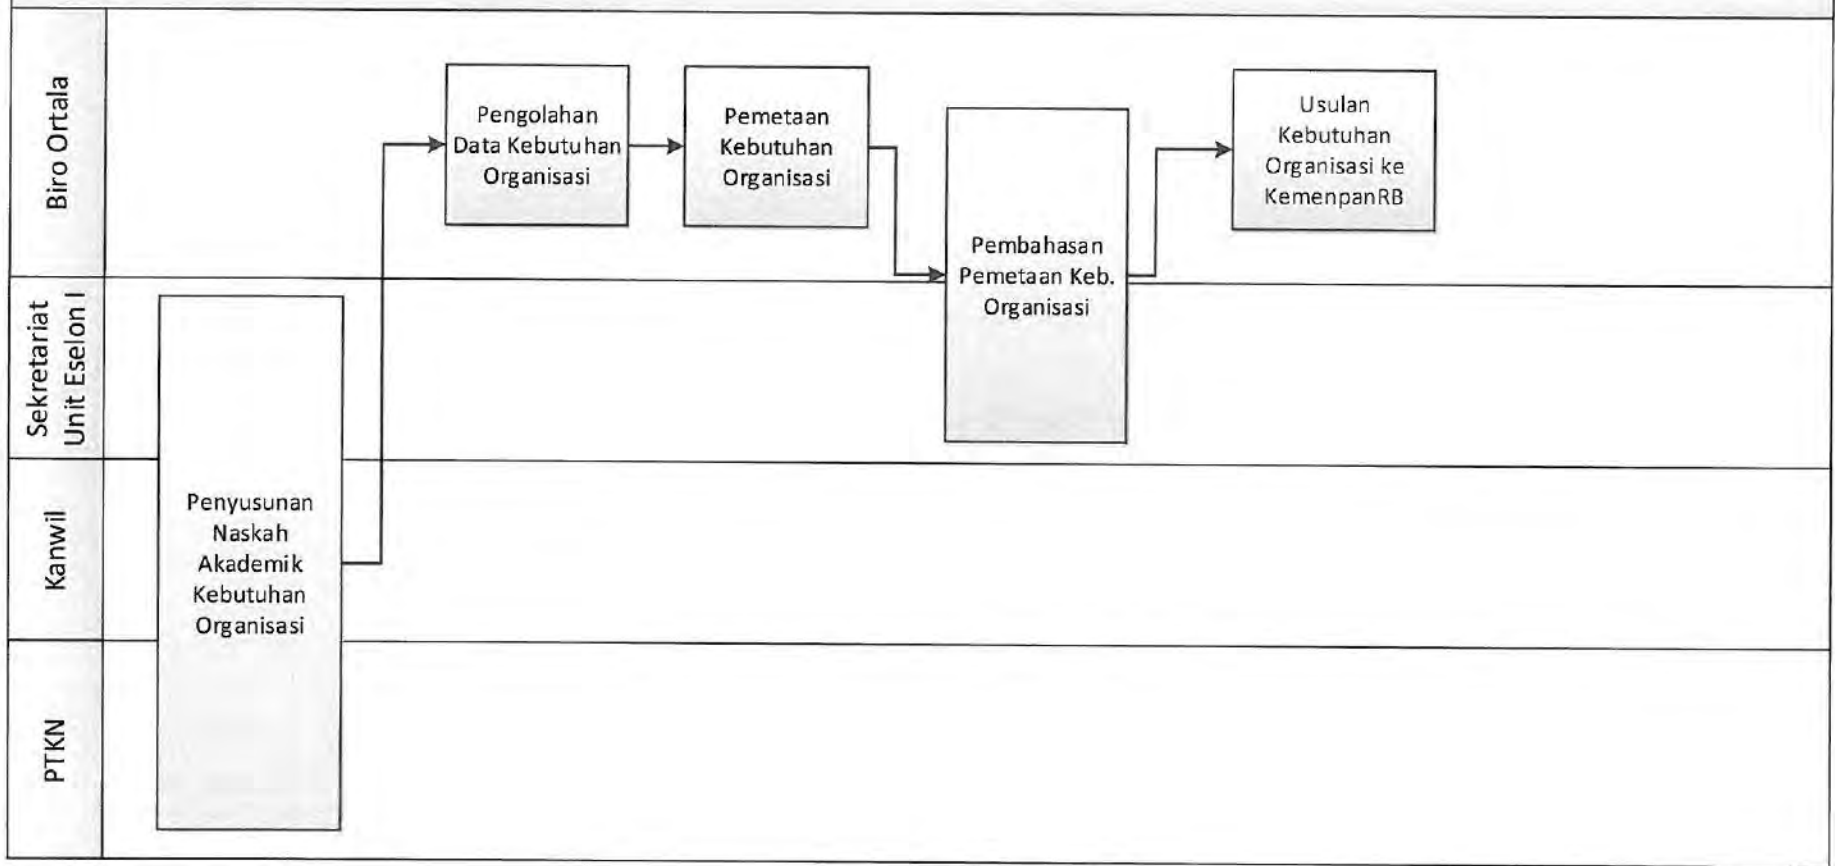 Biro Ortala
Pengolahan
Data Kebutuhan
Organisasi
Pemetaan
Kebutuhan
Organisasi
Pembahasan
Pemetaan Keb.
Organisasi
Usulan
Kebutuhan
Organisasi ke
KemenpanRB
Sekretariat
Unit Eselon I
Kanwil
Penyusunan
Naskah
Akademik
Kebutuhan
Organisasi
PTKN